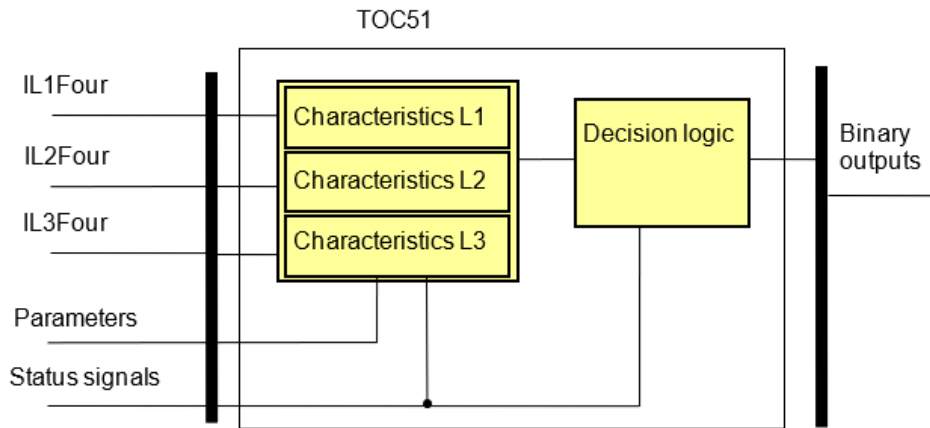 TOC51
IL1Four
IL2Four
IL3Four
Parameters
Status signals
Characteristics L1
Characteristics L2
Characteristics L3
Decision logic
Binary
outputs